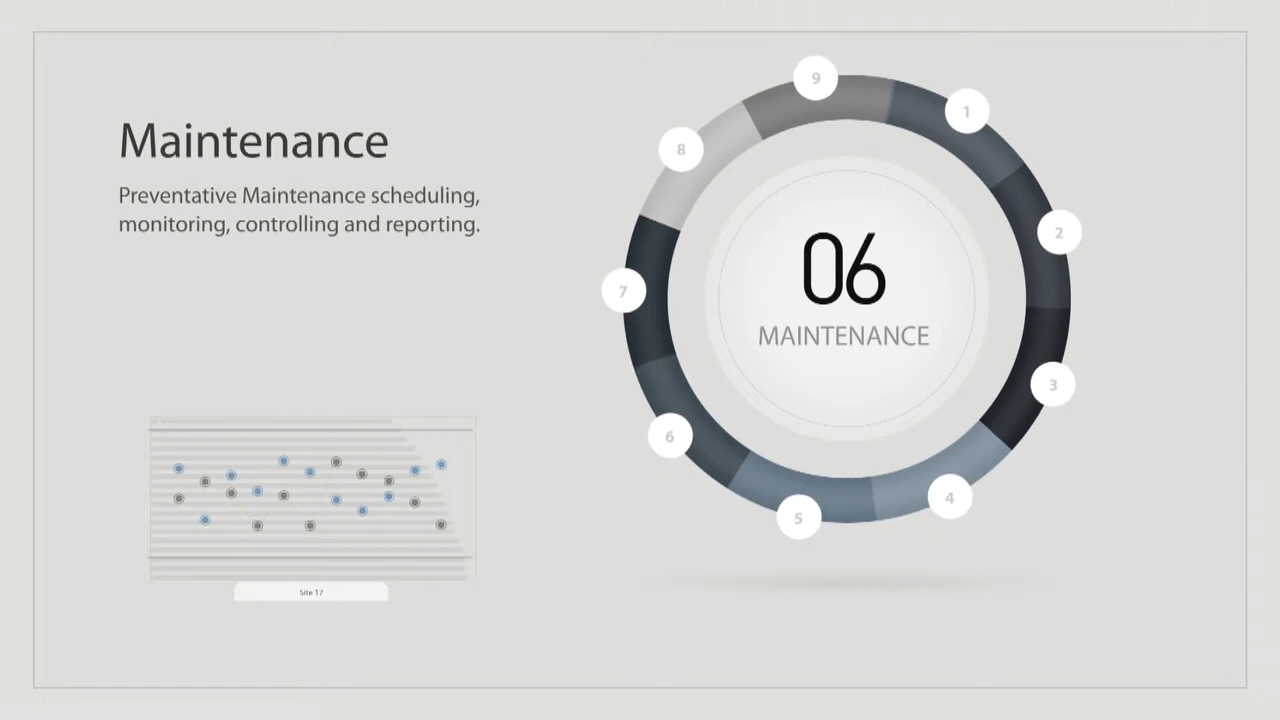 Maintenance
Preventative Maintenance scheduling,
monitoring, controlling and reporting.
9
1
8
2
06
MAINTENANCE
7
3
6
4
5
Site 17